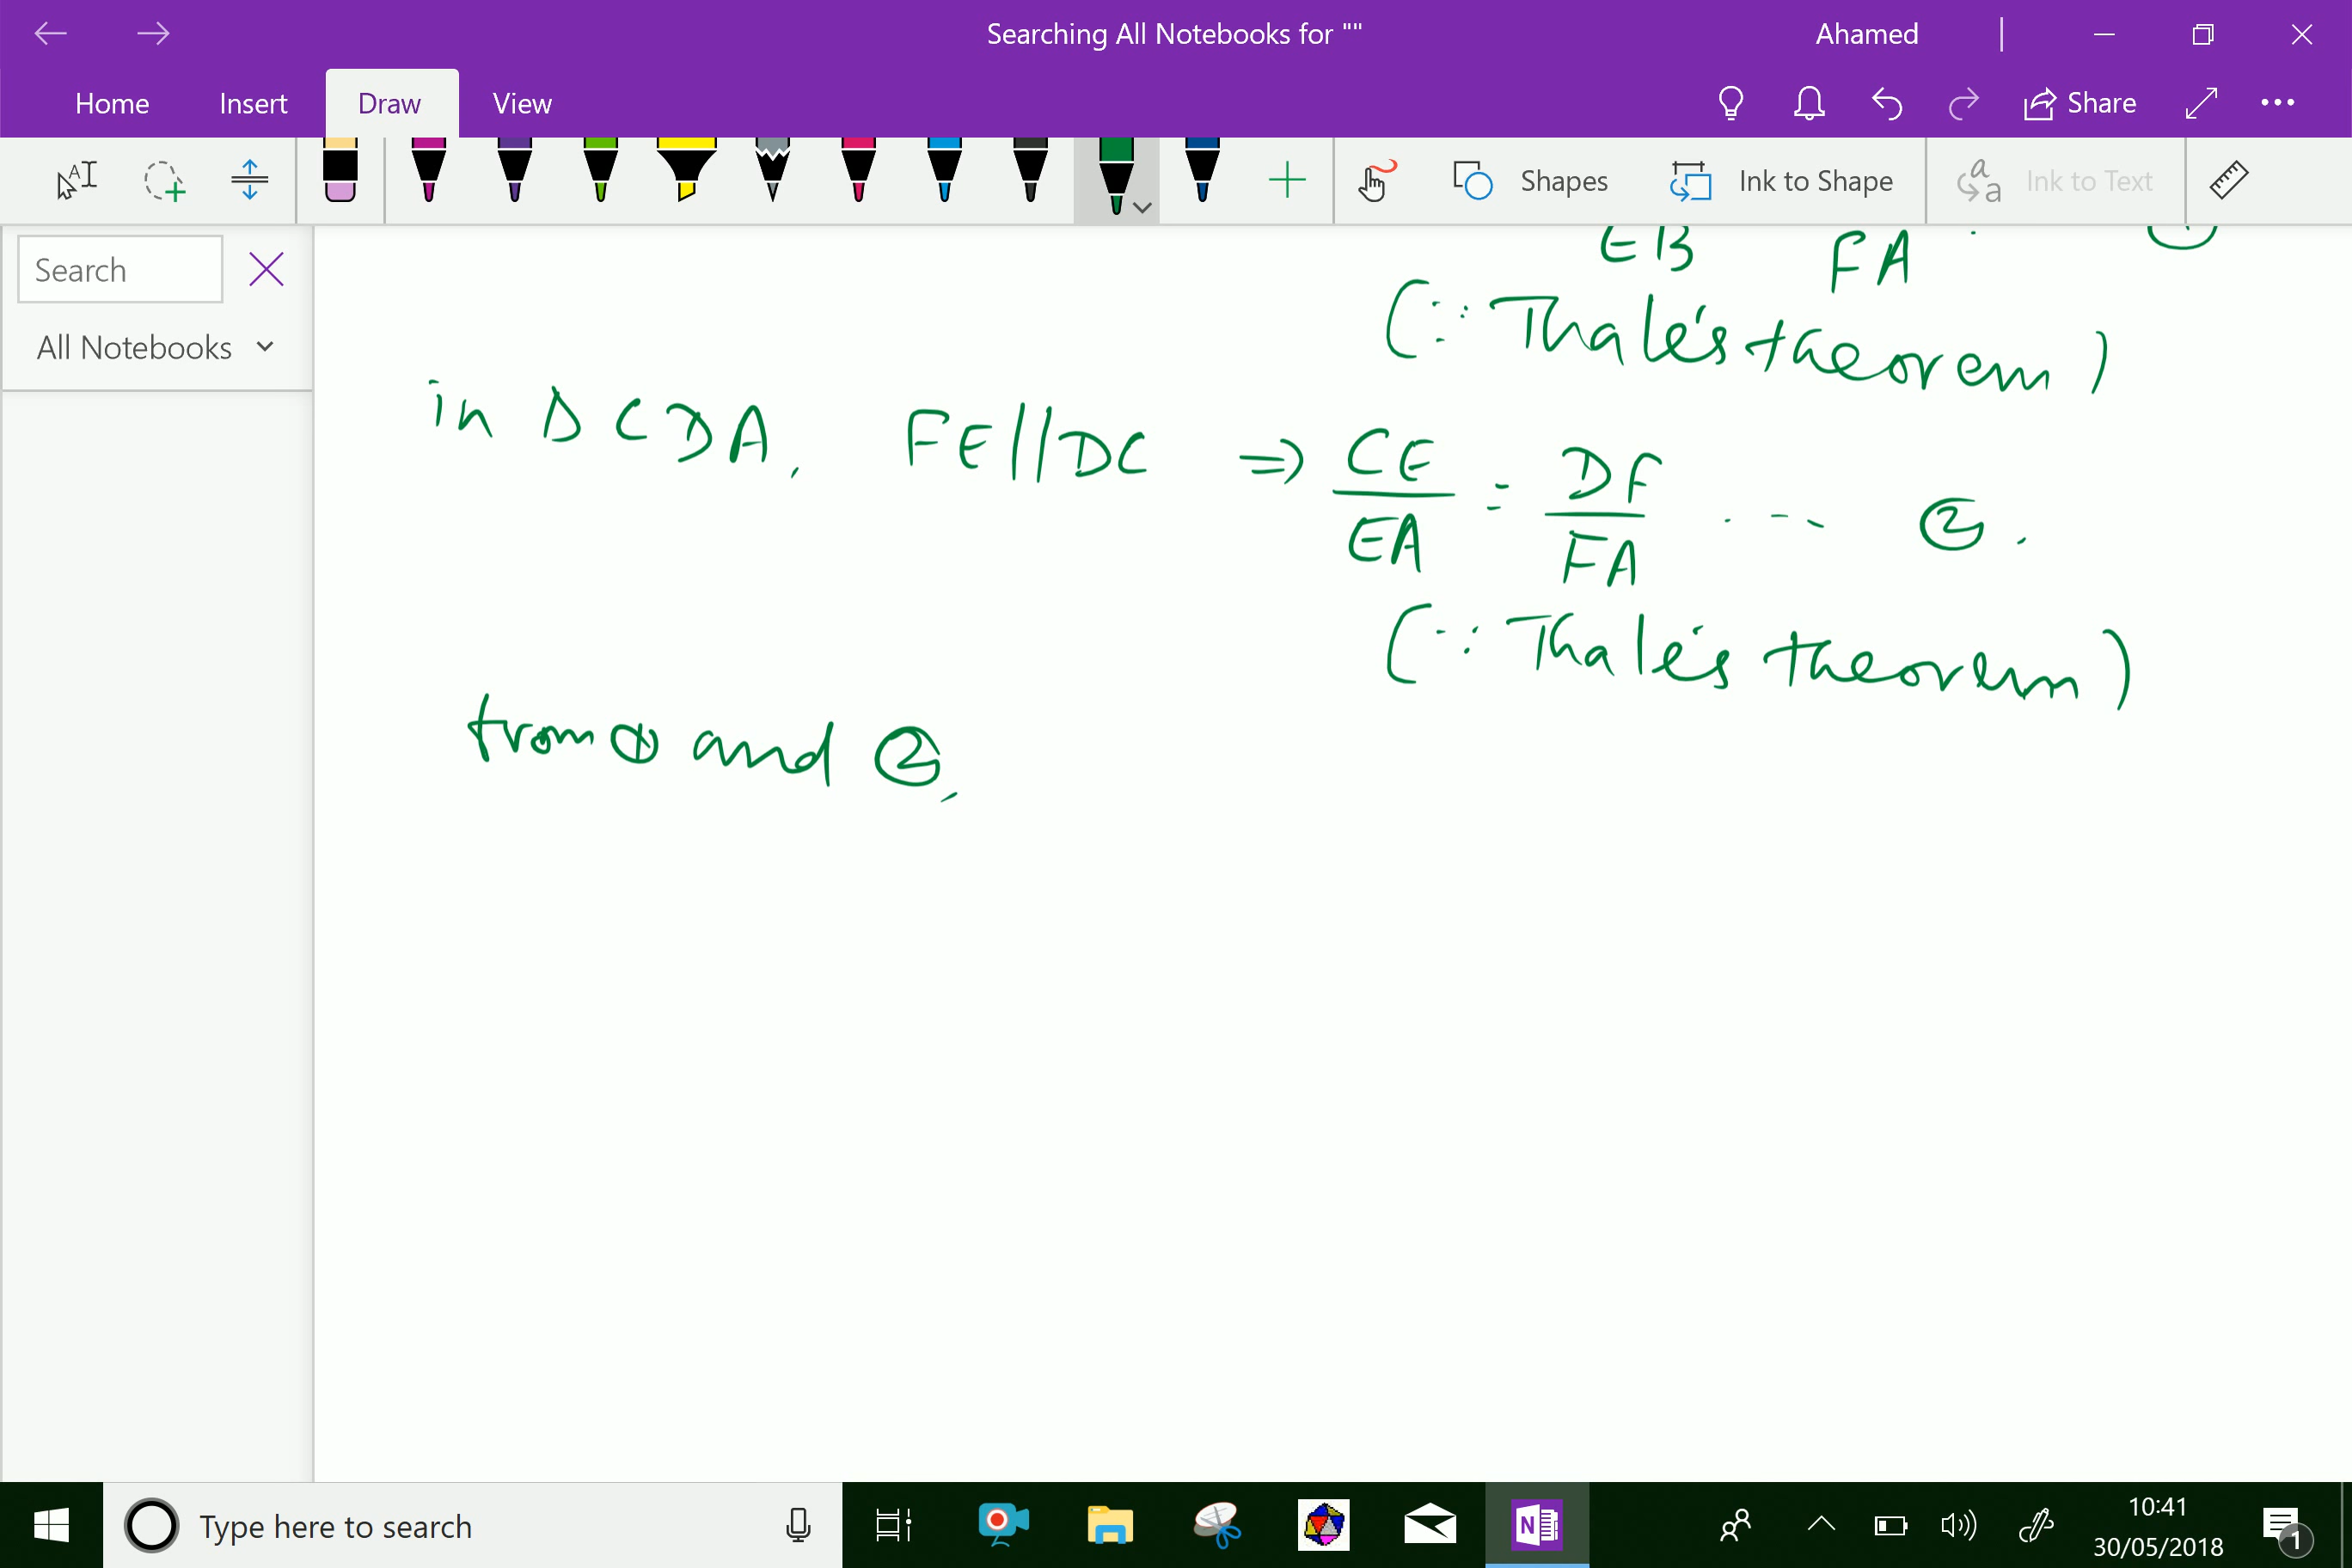 Searching All Notebooks for ""
Ahamed
Home Insert Draw View
Share
Shapes
Ink to Shape
Ink to Text
Search
All Notebooks
EB FA
(∵ Thale's theorem)
in Δ CDA, FE||DC ⇒ CE/EA = DF/FA ... ②.
(∵ Thale's theorem)
from ① and ②,
Type here to search
10:41
30/05/2018
1